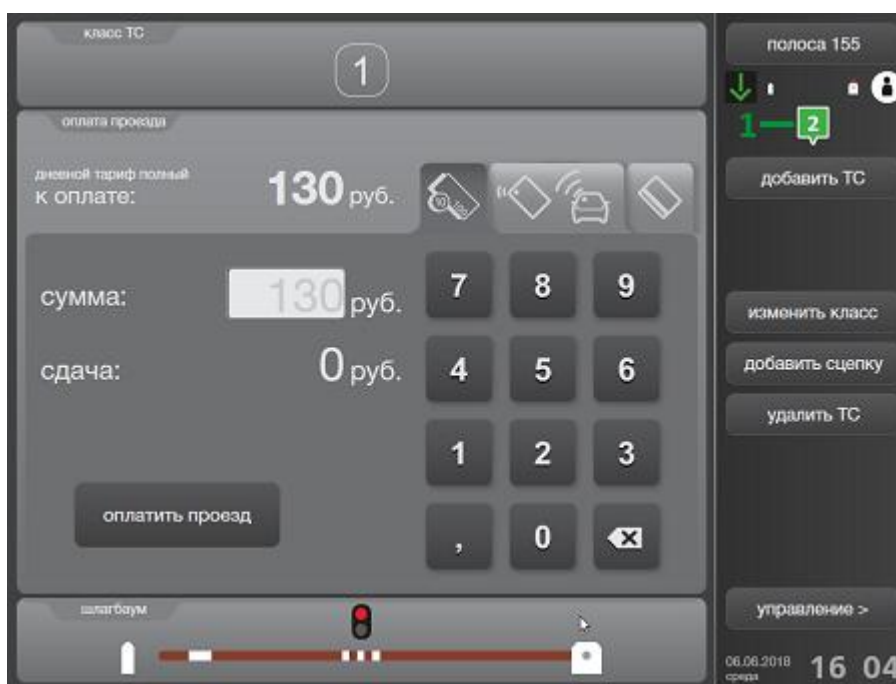 класс ТС
1
полоса 155
1 2
оплата проезда
дневной тариф полный
к оплате: 130 руб.
10 100
добавить ТС
сумма: 130 руб.
7 8 9
изменить класс
сдача: 0 руб.
4 5 6
добавить сцепку
удалить ТС
1 2 3
оплатить проезд
, 0
шлагбаум
управление >
06.06.2018
среда
16 04